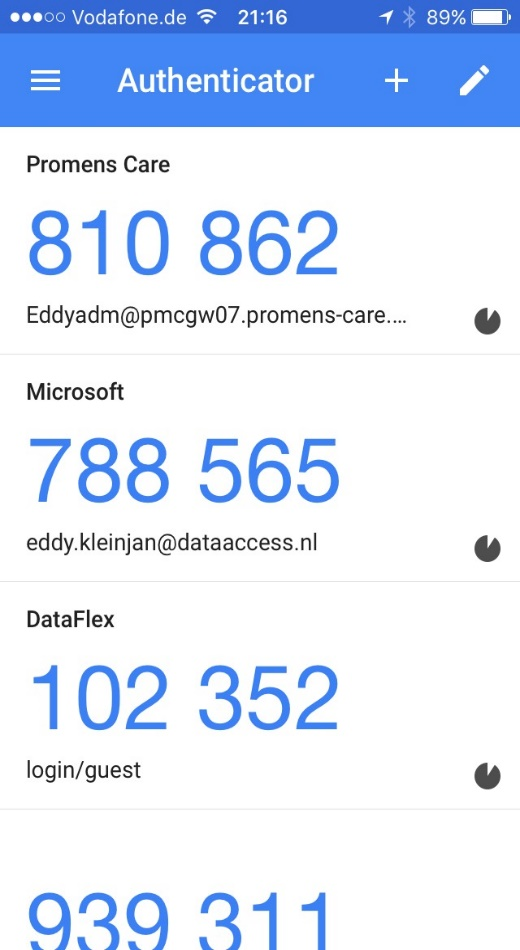 Vodafone.de 21:16 89%
Authenticator
Promens Care
810 862
Eddyadm@pmcgw07.promens-care....
Microsoft
788 565
eddy.kleinjan@dataaccess.nl
DataFlex
102 352
login/guest
939 311